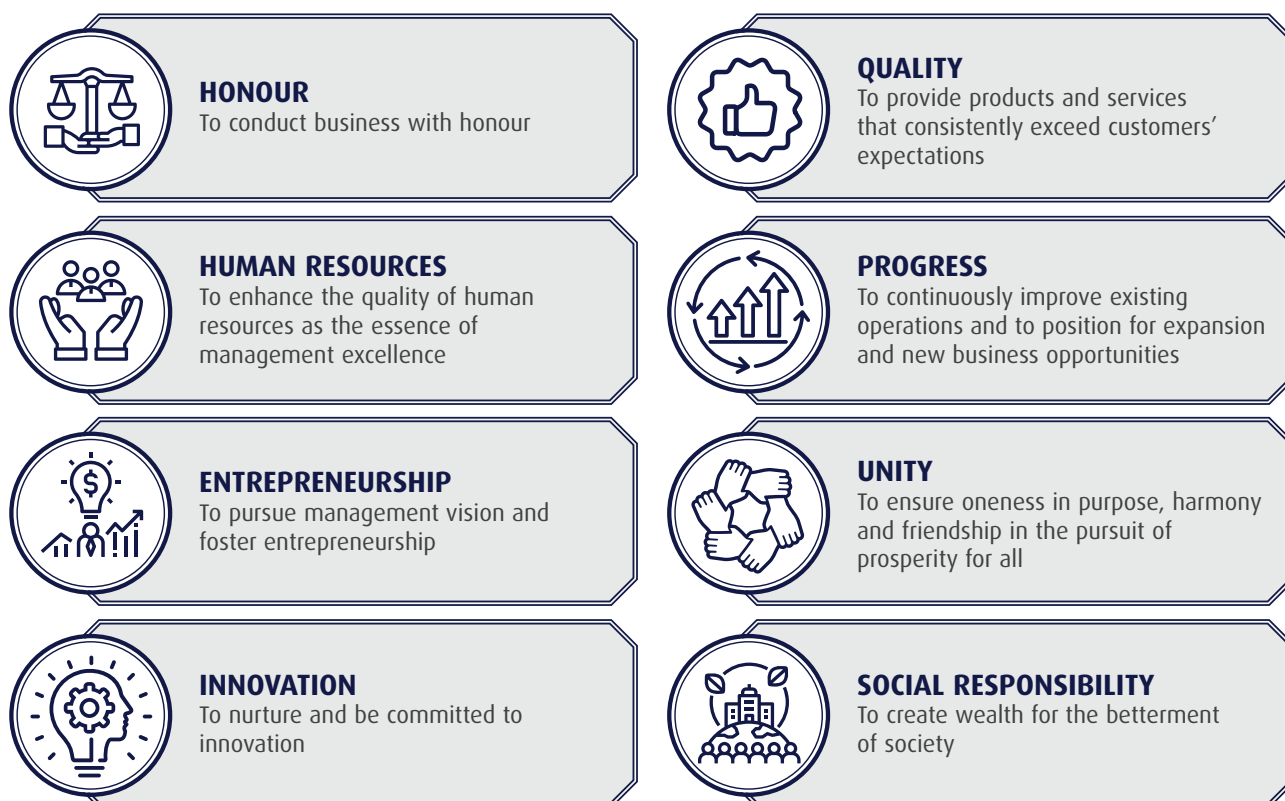 HONOUR
To conduct business with honour
QUALITY
To provide products and services
that consistently exceed customers’
expectations
HUMAN RESOURCES
To enhance the quality of human
resources as the essence of
management excellence
PROGRESS
To continuously improve existing
operations and to position for expansion
and new business opportunities
ENTREPRENEURSHIP
To pursue management vision and
foster entrepreneurship
UNITY
To ensure oneness in purpose, harmony
and friendship in the pursuit of
prosperity for all
INNOVATION
To nurture and be committed to
innovation
SOCIAL RESPONSIBILITY
To create wealth for the betterment
of society